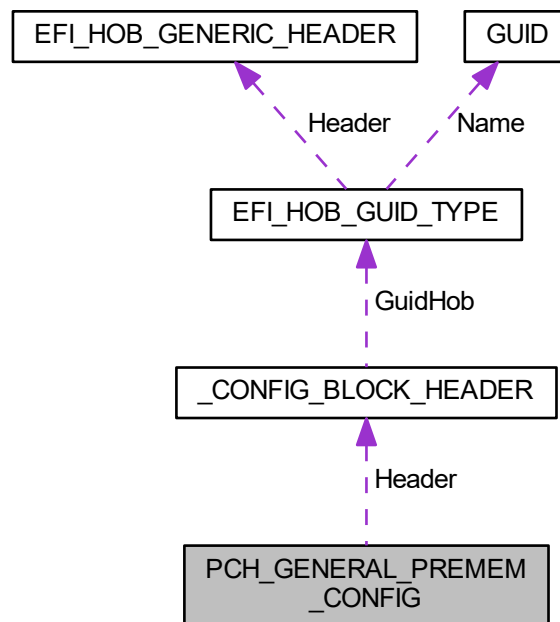 EFI_HOB_GENERIC_HEADER
GUID
Header
Name
EFI_HOB_GUID_TYPE
GuidHob
_CONFIG_BLOCK_HEADER
Header
PCH_GENERAL_PREMEM
_CONFIG